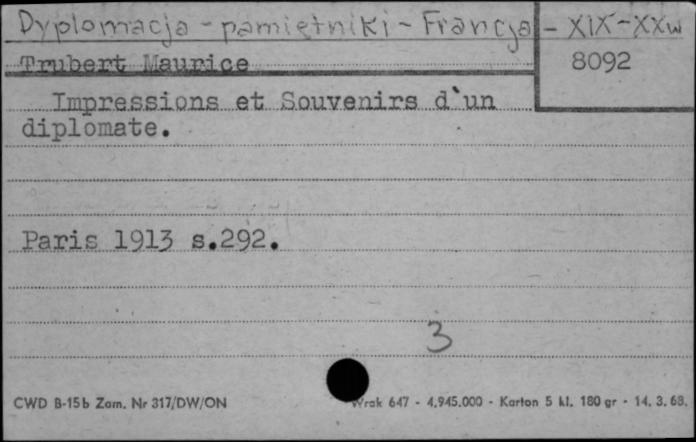 Dyplomacja - pamiętniki - Francja - XIX - XXw
Trubert Maurice
8092
Impressions et Souvenirs d`un
diplomate.
Paris 1913 s.292.
3
CWD B-15b Zam. Nr 317/DW/ON
Wrak 647 - 4.945.000 - Karton 5 kl. 180 gr - 14. 3. 68.